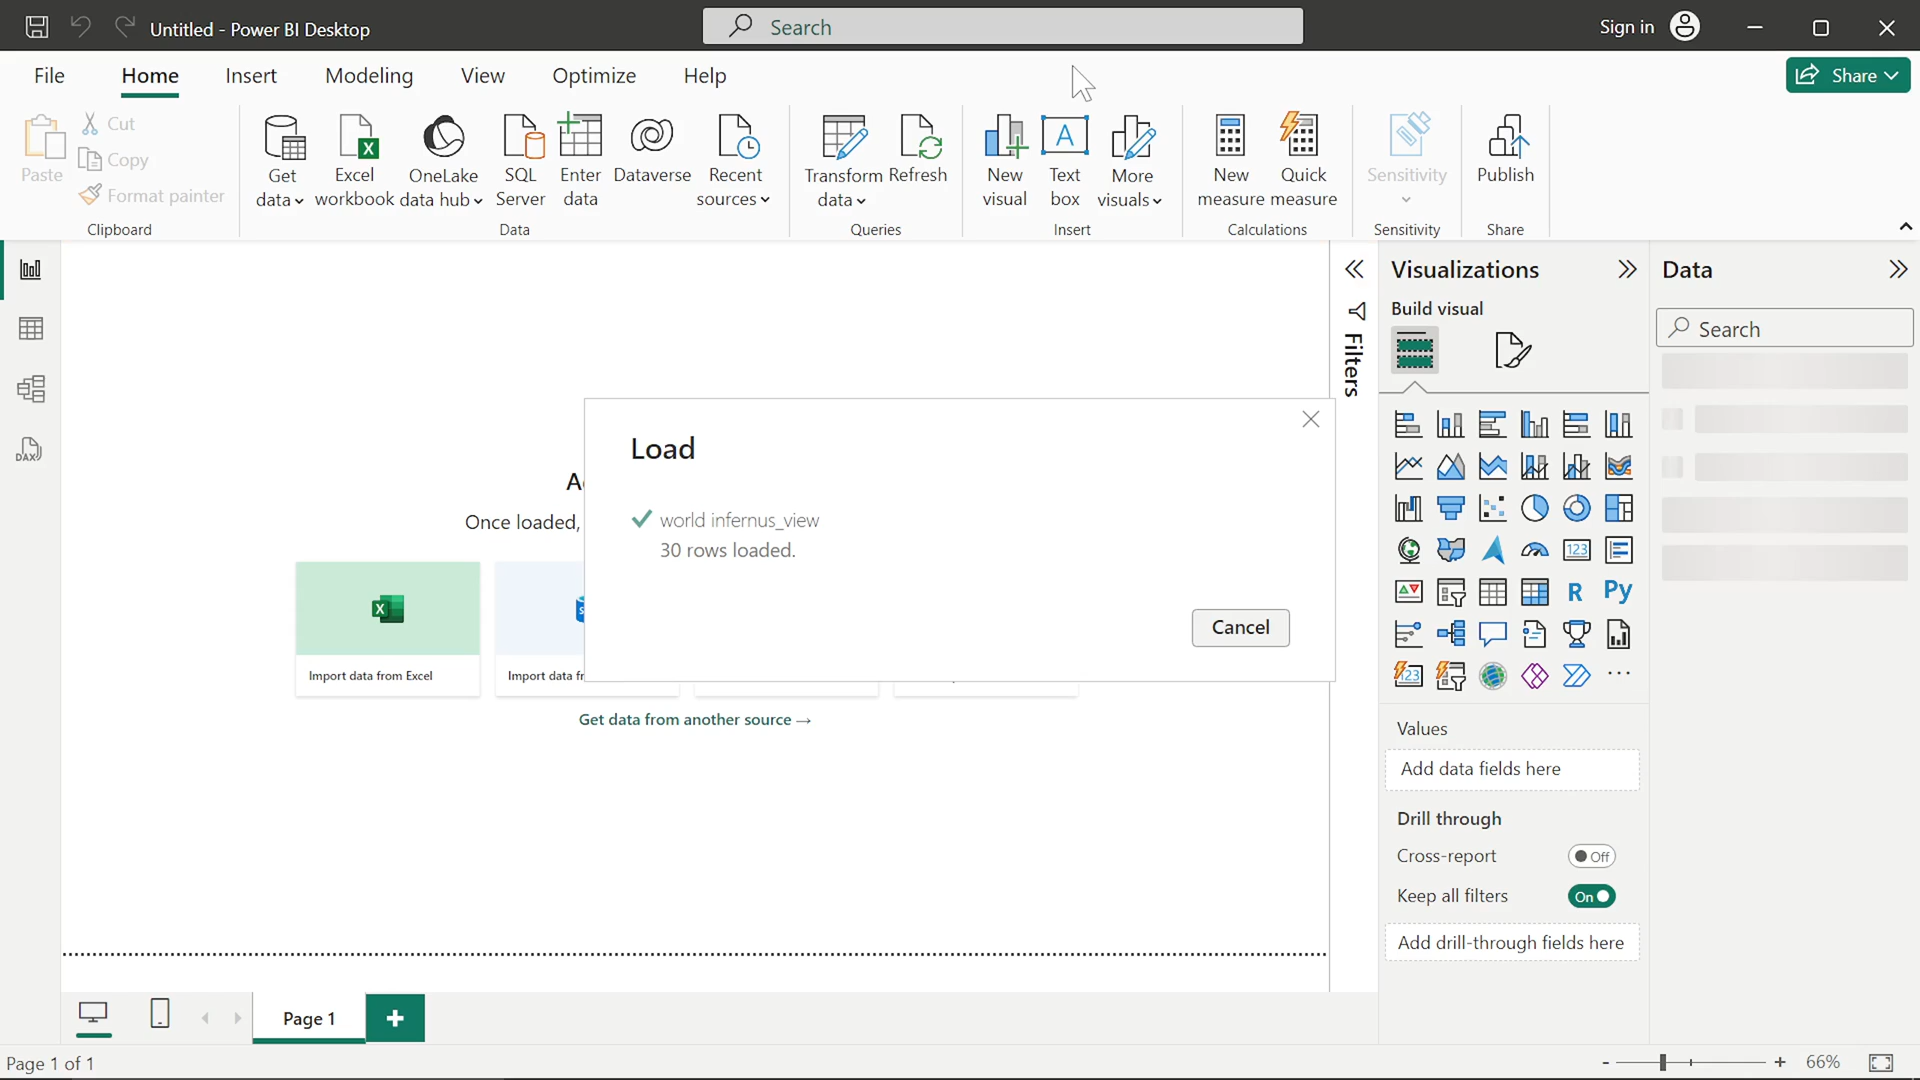 Untitled - Power BI Desktop
Search
Sign in
File
Home
Insert
Modeling
View
Optimize
Help
Share
Paste
Cut
Copy
Format painter
Clipboard
Get
data
Excel
workbook
OneLake
data hub
SQL
Server
Enter
data
Dataverse
Recent
sources
Data
Transform
data
Refresh
Queries
New
visual
Text
box
More
visuals
Insert
New
measure
Quick
measure
Calculations
Sensitivity
Sensitivity
Publish
Share
Filters
Visualizations
Build visual
Data
Search
Load
world infernus_view
30 rows loaded.
Cancel
Once loaded,
Import data from Excel
Import data
Get data from another source →
123
R
Py
123
DAX
Values
Add data fields here
Drill through
Cross-report
Off
Keep all filters
On
Add drill-through fields here
Page 1
Page 1 of 1
- + 66%